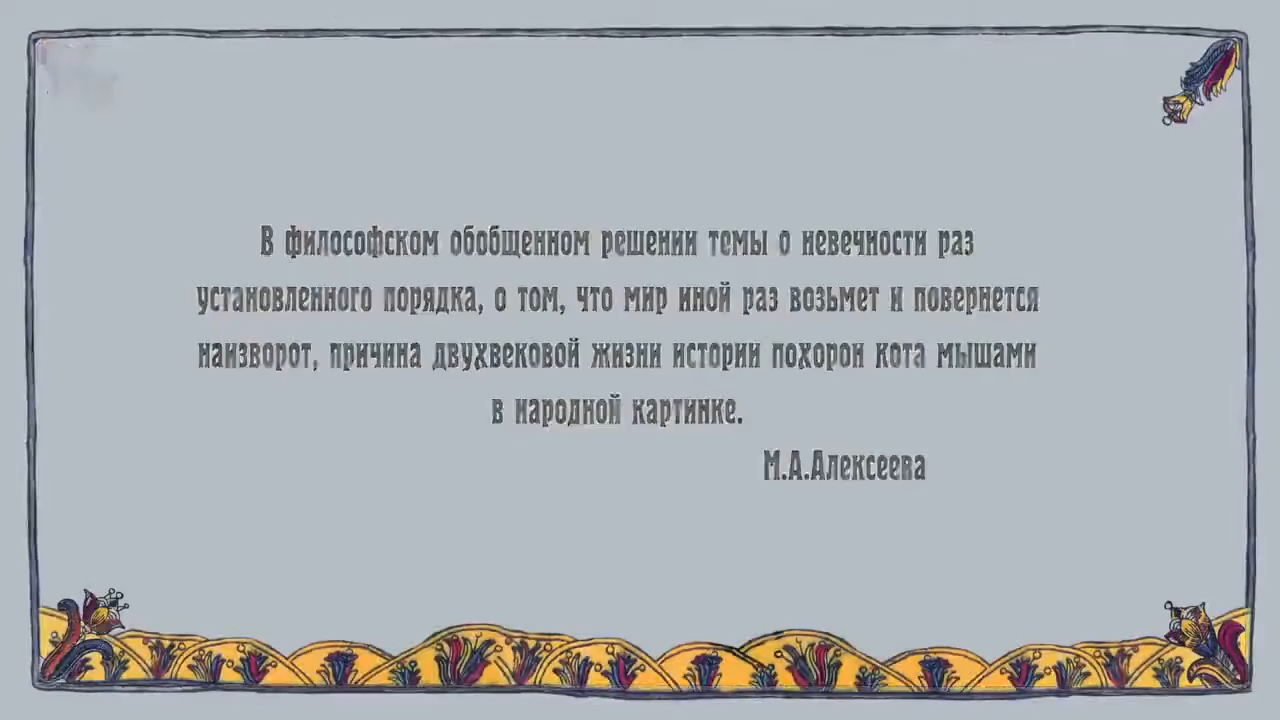 В философском обобщенном решении темы о невечности раз
установленного порядка, о том, что мир иной раз возьмет и повернется
наизворот, причина двухвековой жизни истории похорон кота мышами
в народной картинке.
М.А.Алексеева